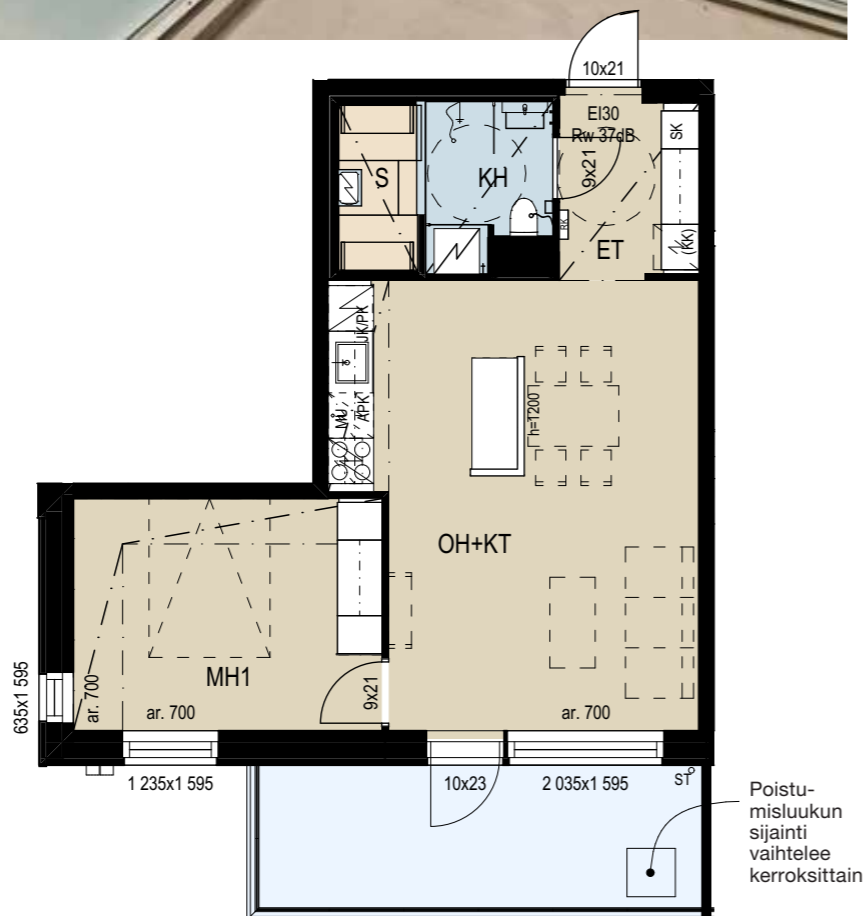 10x21
EI30
Rw 37dB
SK
S
KH
9x21
RK
ET
(KK)
JK/PK
MU
APK
h=1200
OH+KT
MH1
9x21
635x1 595
ar. 700
ar. 700
ar. 700
1 235x1 595
10x23
2 035x1 595
ST
Poistu-
misluukun
sijainti
vaihtelee
kerroksittain